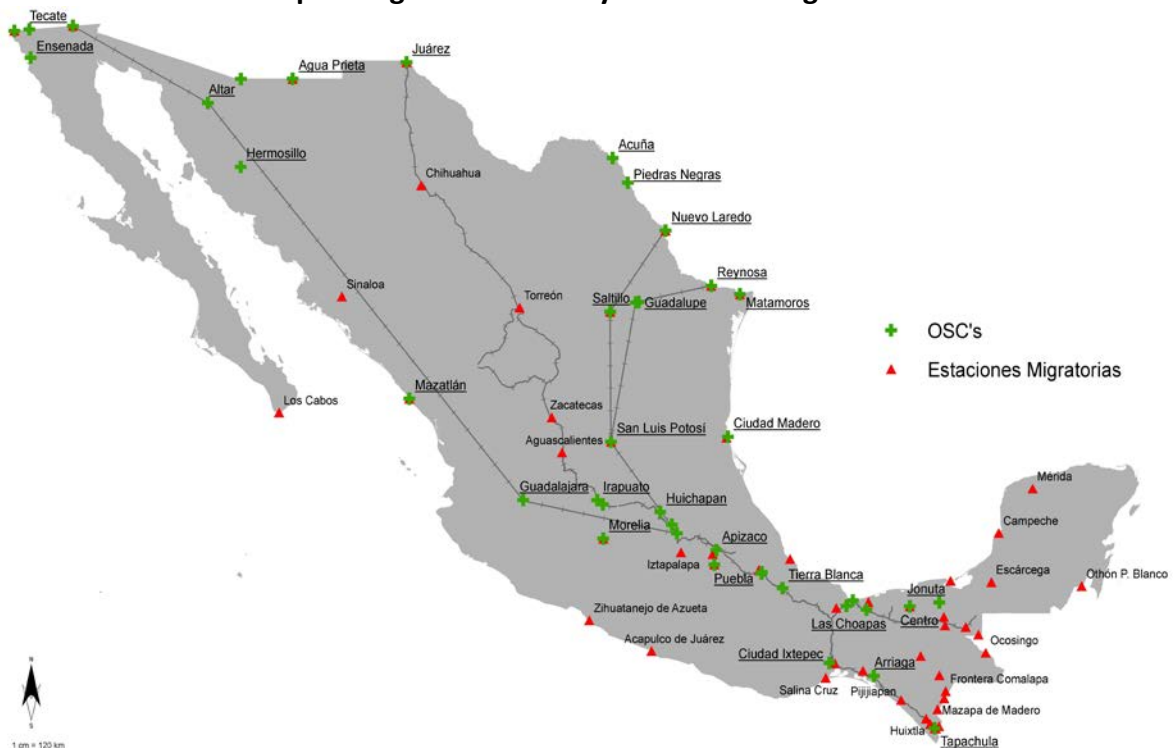 Tecate
Ensenada
Juárez
Agua Prieta
Altar
Hermosillo
Acuña
Chihuahua
Piedras Negras
Nuevo Laredo
Reynosa
Sinaloa
Torreón
Saltillo
Guadalupe
Matamoros
OSC's
Estaciones Migratorias
Mazatlán
Los Cabos
Zacatecas
San Luis Potosí
Ciudad Madero
Aguascalientes
Guadalajara
Irapuato
Huichapan
Mérida
Morelia
Apizaco
Campeche
Iztapalapa
Puebla
Tierra Blanca
Escárcega
Othón P. Blanco
Jonuta
Zihuatanejo de Azueta
Las Choapas
Centro
Acapulco de Juárez
Ocosingo
Ciudad Ixtepec
Arriaga
Frontera Comalapa
Salina Cruz
Pijijiapan
Mazapa de Madero
Huixtla
Tapachula
N
S
1 cm = 120 km